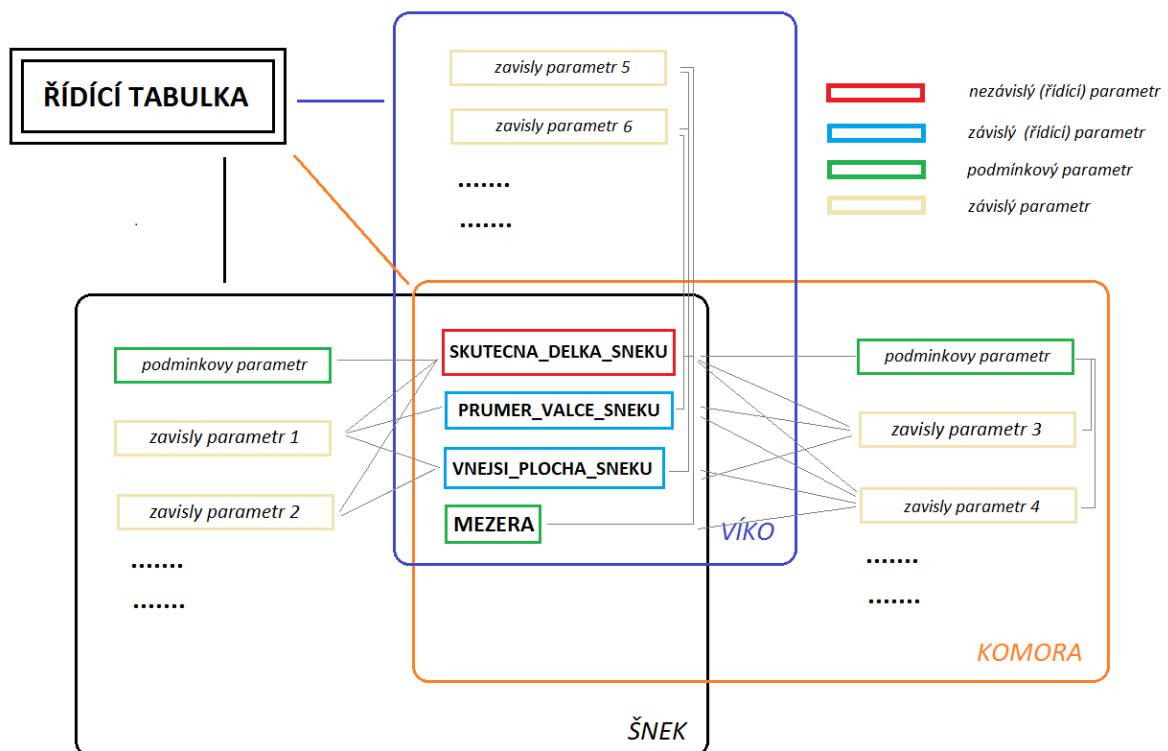 ŘÍDÍCÍ TABULKA
zavisly parametr 5
zavisly parametr 6
.......
.......
nezávislý (řídící) parametr
závislý (řídící) parametr
podmínkový parametr
závislý parametr
podminkovy parametr
zavisly parametr 1
zavisly parametr 2
.......
.......
SKUTECNA_DELKA_SNEKU
PRUMER_VALCE_SNEKU
VNEJSI_PLOCHA_SNEKU
MEZERA
VÍKO
podminkovy parametr
zavisly parametr 3
zavisly parametr 4
.......
.......
KOMORA
ŠNEK